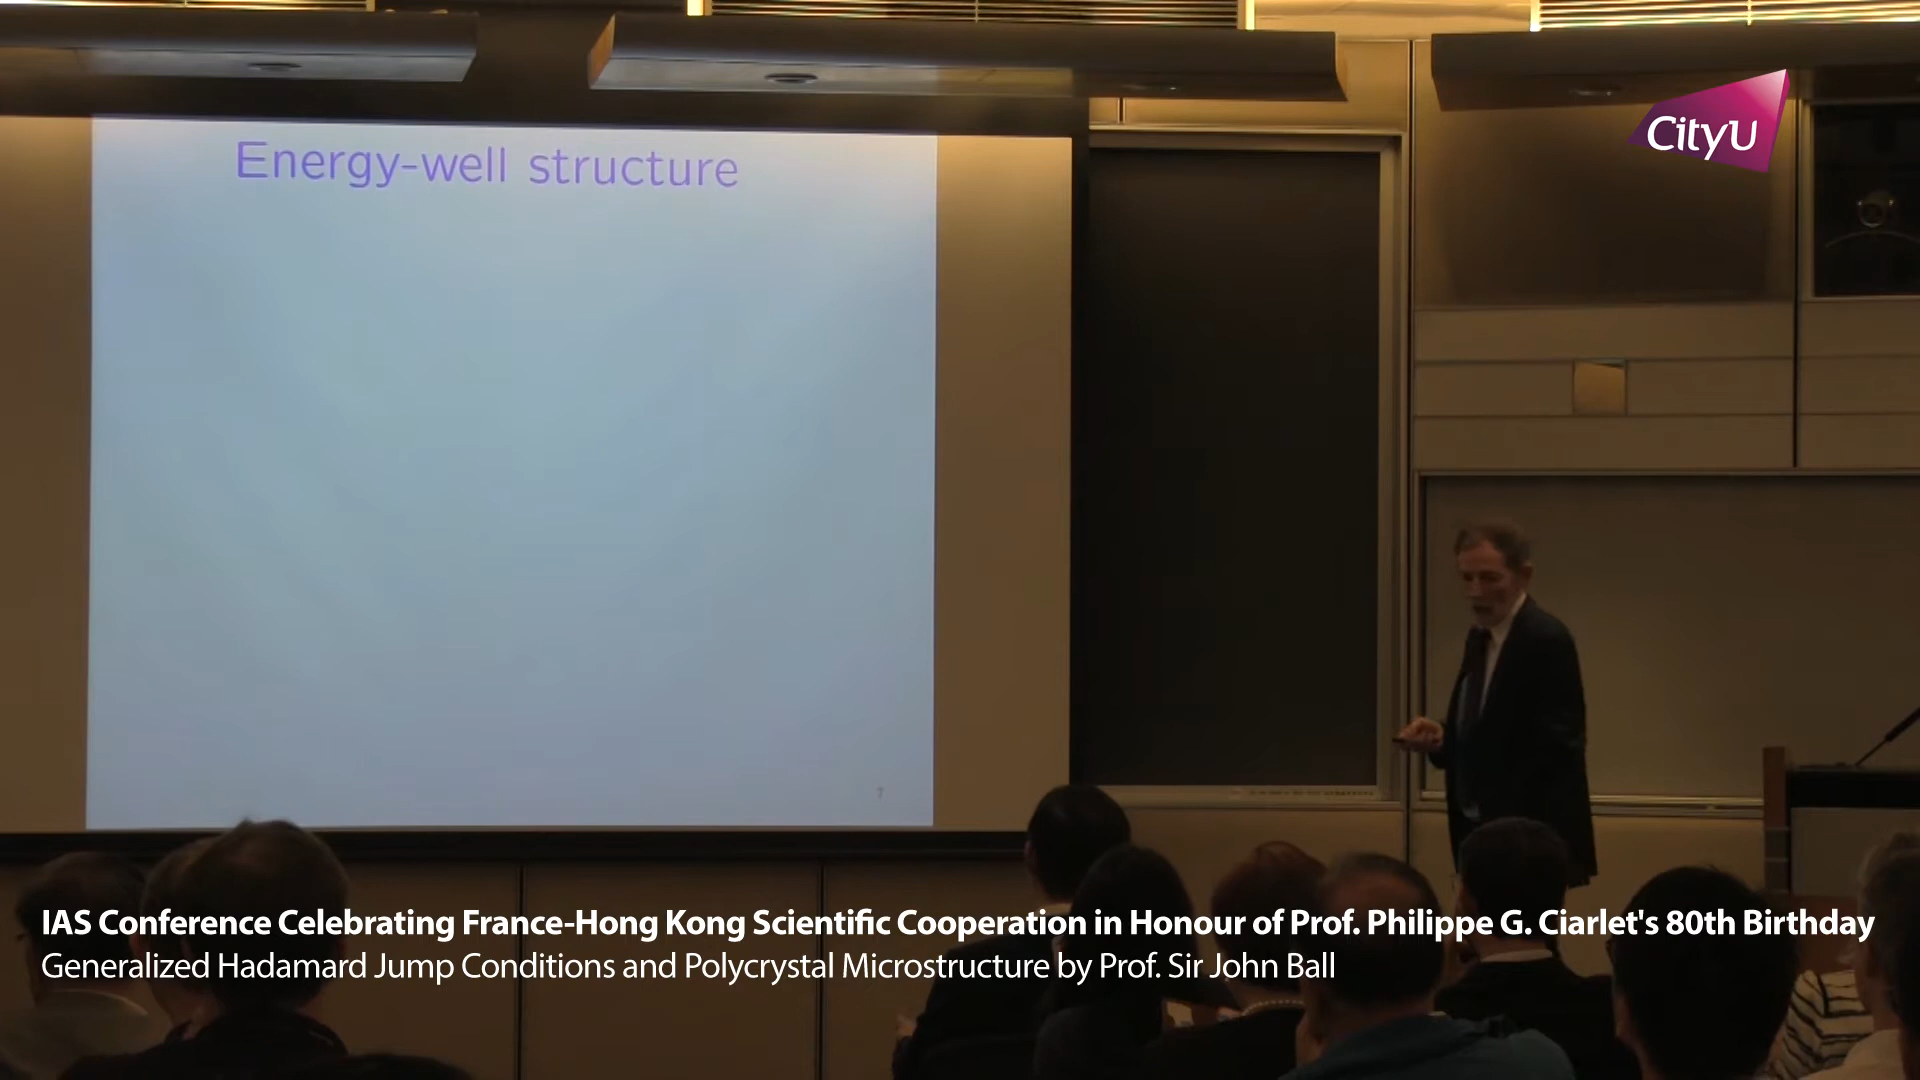 Energy-well structure
CityU
7
IAS Conference Celebrating France-Hong Kong Scientific Cooperation in Honour of Prof. Philippe G. Ciarlet's 80th Birthday
Generalized Hadamard Jump Conditions and Polycrystal Microstructure by Prof. Sir John Ball